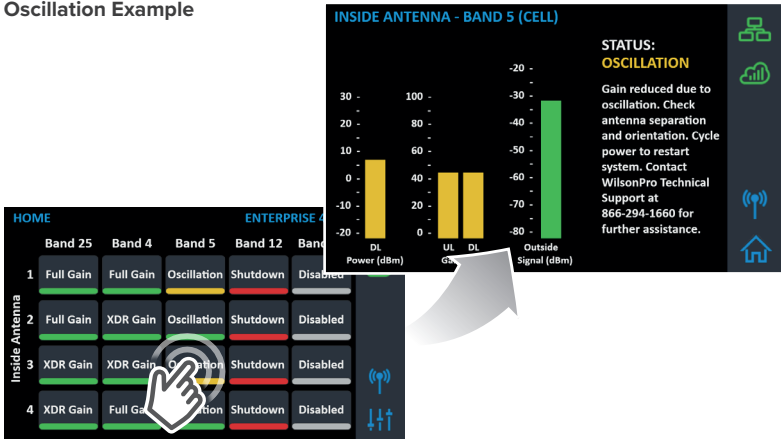 Oscillation Example
INSIDE ANTENNA - BAND 5 (CELL)
STATUS:
OSCILLATION
Gain reduced due to
oscillation. Check
antenna separation
and orientation. Cycle
power to restart
system. Contact
WilsonPro Technical
Support at
866-294-1660 for
further assistance.
30 -
20 -
10 -
0 -
-10 -
-20 -
DL
Power (dBm)
100 -
80 -
60 -
40 -
20 -
0 -
UL DL
-20 -
-30 -
-40 -
-50 -
-60 -
-70 -
-80 -
Outside
Signal (dBm)
HOME ENTERPRISE
Band 25 Band 4 Band 5 Band 12
Inside Antenna
1 Full Gain Full Gain Oscillation Shutdown Disabled
2 Full Gain XDR Gain Oscillation Shutdown Disabled
3 XDR Gain XDR Gain Shutdown Disabled
4 XDR Gain Full Shutdown Disabled